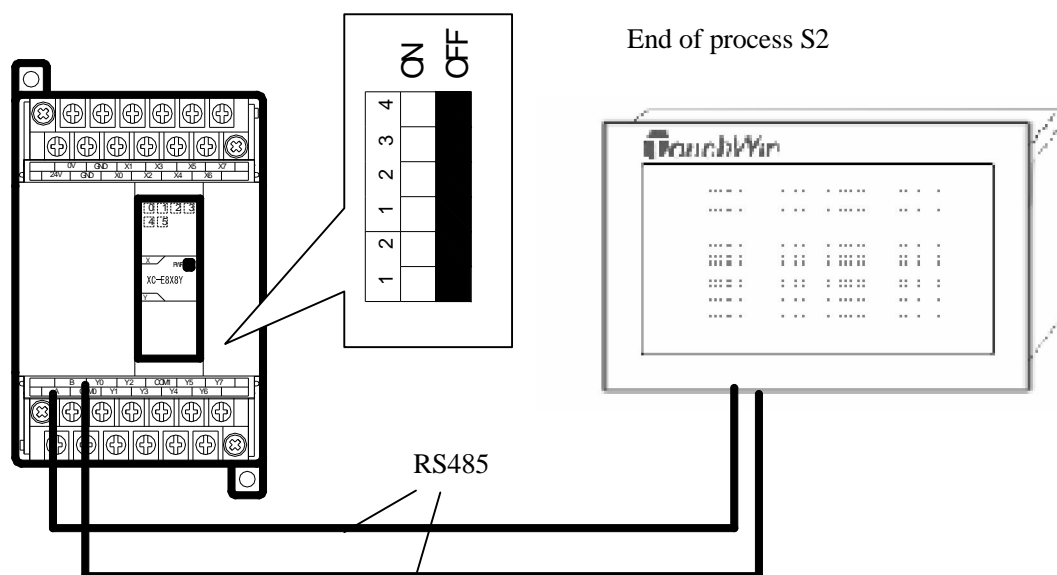 End of process S2
ON
OFF
4
3
2
1
2
1
TouchWin
0V GND X1 X3 X5 X7
24V GND X0 X2 X4 X6
0 1 2 3
4 5
X
PWR
XC-E8X8Y
Y
B Y0 Y2 COM1 Y5 Y7
A COM0 Y1 Y3 Y4 Y6
RS485